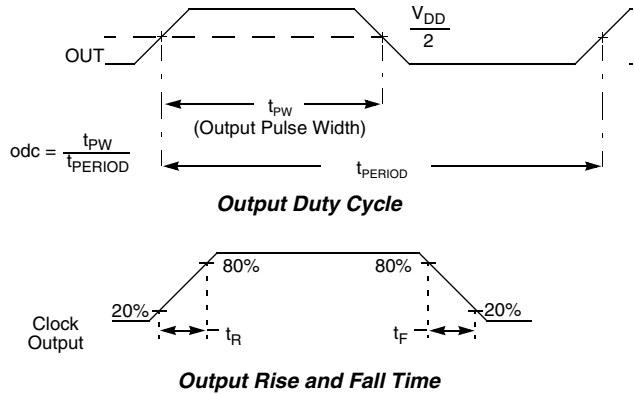 V_DD
2
OUT
t_PW
(Output Pulse Width)
odc = t_PW
t_PERIOD
t_PERIOD
Output Duty Cycle
80% 80%
20% 20%
Clock
Output
t_R t_F
Output Rise and Fall Time